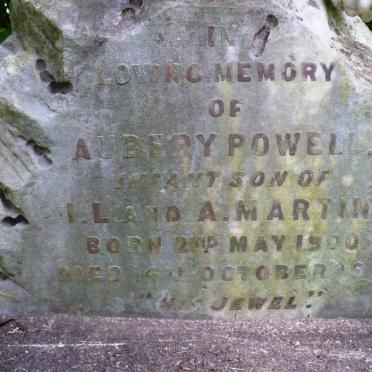 IN
LOVING MEMORY
OF
AUBERY POWELL,
INFANT SON OF
I.L. AND A. MARTIN
BORN 2ND MAY 1900
DIED OCTOBER
"HIS JEWEL"